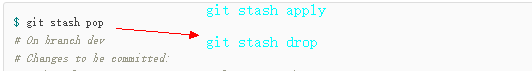 git stash apply
$ git stash pop
git stash drop
# On branch dev
# Changes to be committed: